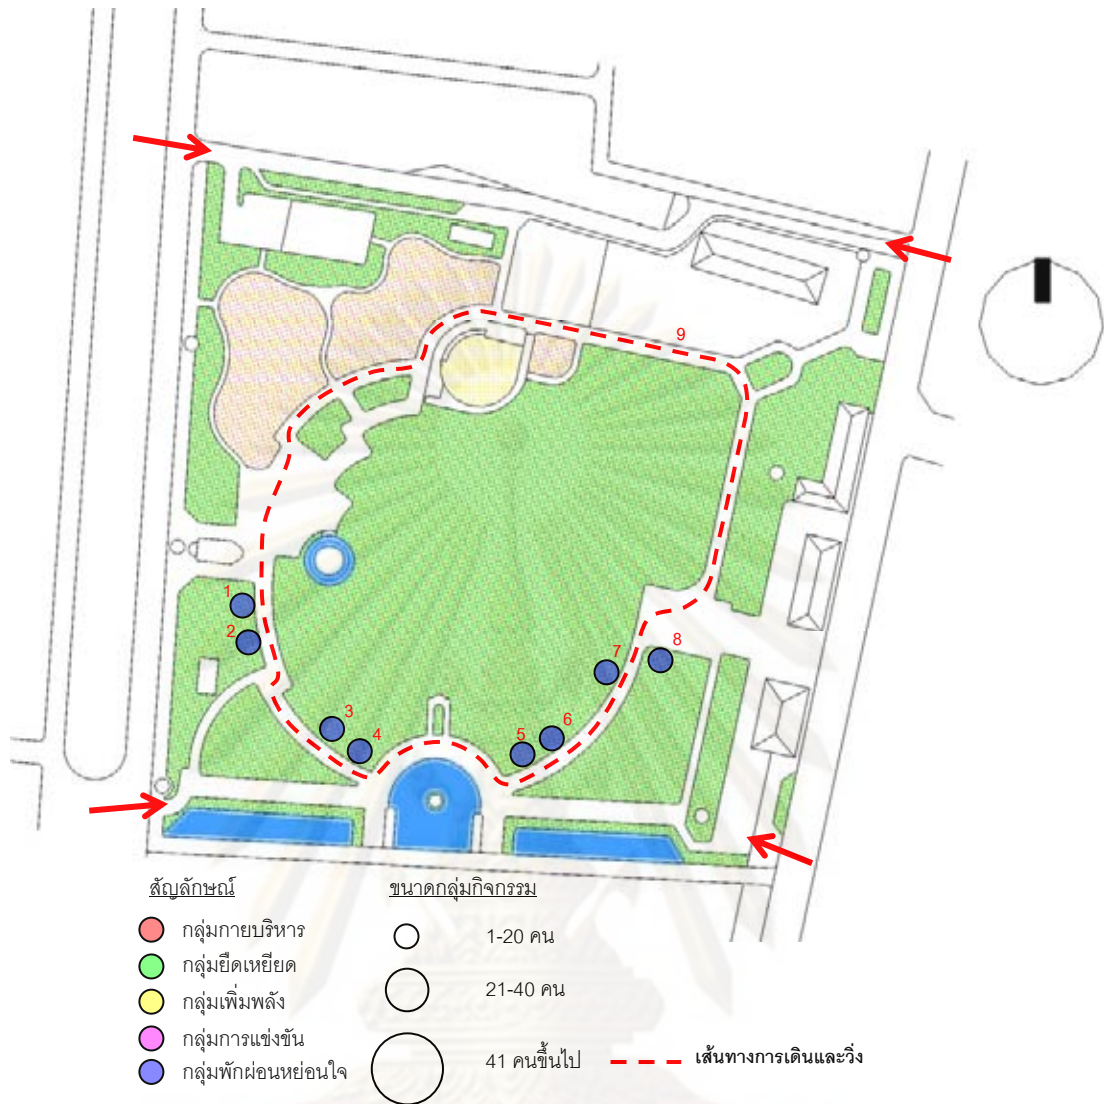 9
1
2
3
4
5
6
7
8
สัญลักษณ์
กลุ่มกายบริหาร
กลุ่มยืดเหยียด
กลุ่มเพิ่มพลัง
กลุ่มการแข่งขัน
กลุ่มพักผ่อนหย่อนใจ
ขนาดกลุ่มกิจกรรม
1-20 คน
21-40 คน
41 คนขึ้นไป
เส้นทางการเดินและวิ่ง